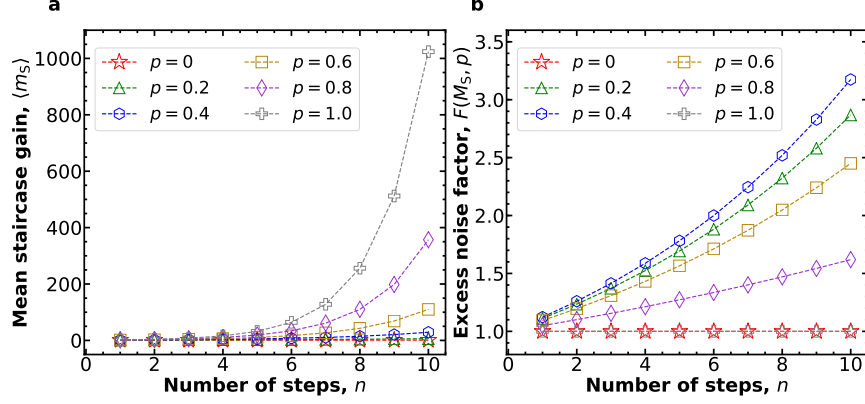 a
Mean staircase gain, ⟨m_S⟩
1000
800
600
400
200
0
p = 0
p = 0.2
p = 0.4
p = 0.6
p = 0.8
p = 1.0
0 2 4 6 8 10
Number of steps, n
b
Excess noise factor, F(M_S, p)
3.5
3.0
2.5
2.0
1.5
1.0
p = 0
p = 0.2
p = 0.4
p = 0.6
p = 0.8
p = 1.0
0 2 4 6 8 10
Number of steps, n